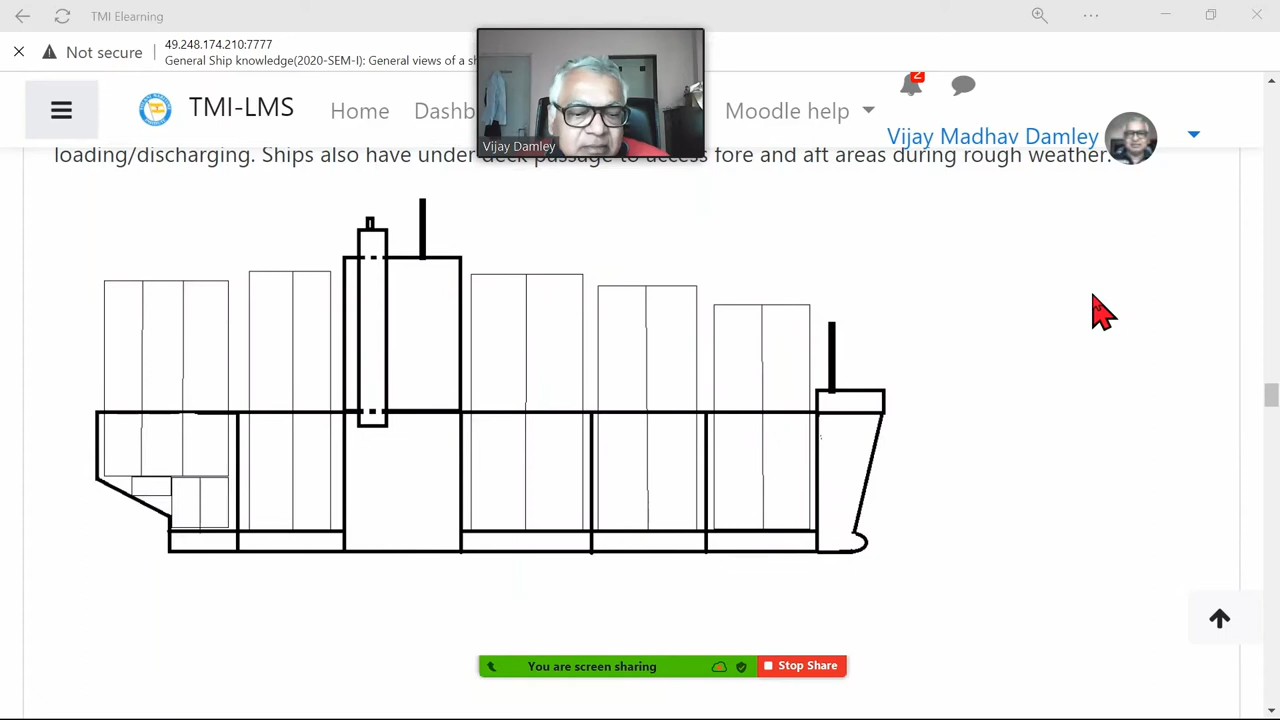 TMI Elearning
Not secure
49.248.174.210:7777
General Ship knowledge(2020-SEM-I): General views of a sh
TMI-LMS
Home
Dashb
Moodle help
2
Vijay Madhav Damley
Vijay Damley
loading/discharging. Ships also have under deck passage to access fore and aft areas during rough weather.
You are screen sharing
Stop Share